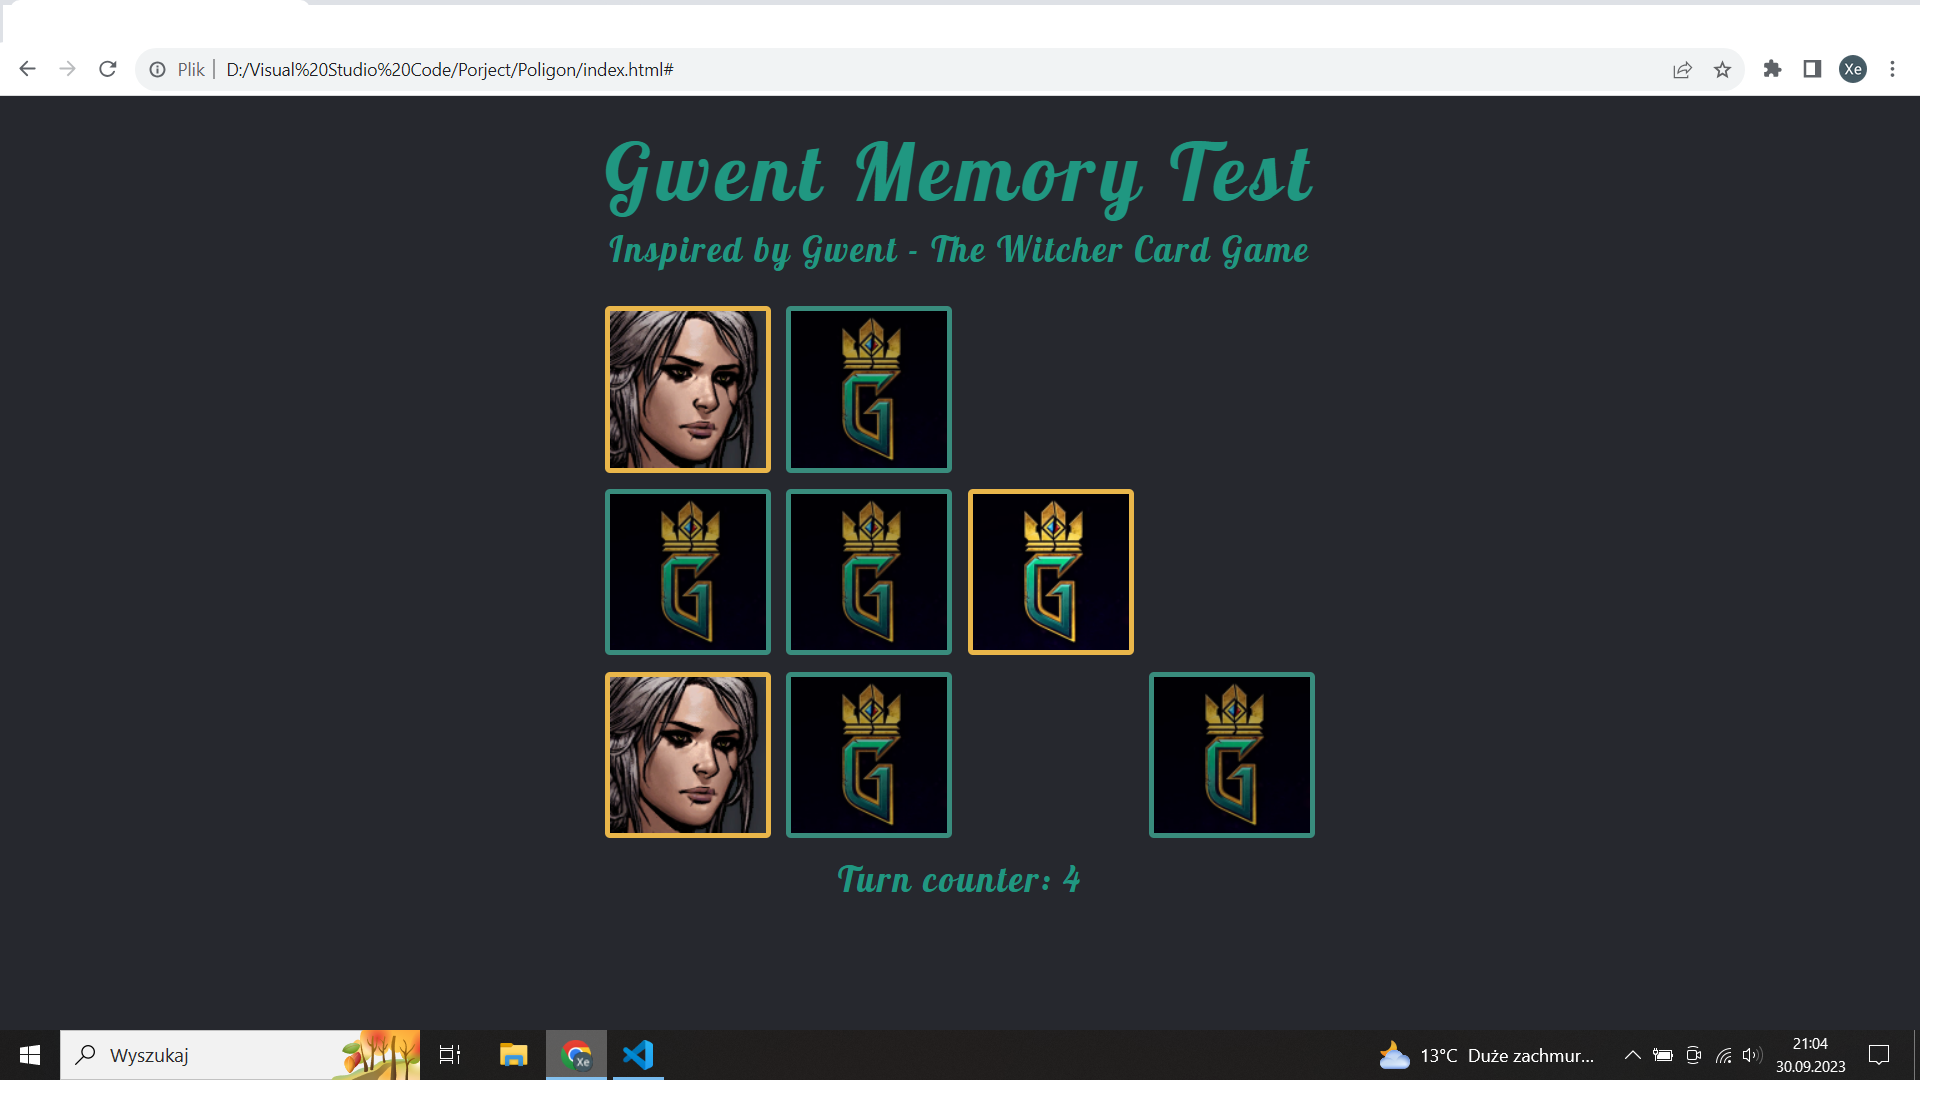 Plik
D:/Visual%20Studio%20Code/Porject/Poligon/index.html#
Xe
Gwent Memory Test
Inspired by Gwent - The Witcher Card Game
G
G
G
G
G
G
Turn counter: 4
Wyszukaj
Xe
13°C Duże zachmur...
21:04
30.09.2023